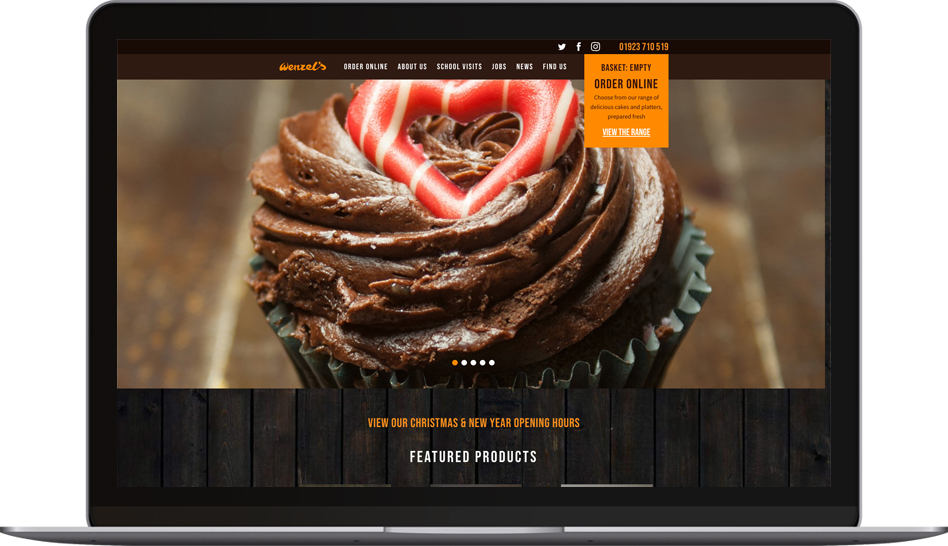 01923 710 519
Wenzel's
ORDER ONLINE ABOUT US SCHOOL VISITS JOBS NEWS FIND US
BASKET: EMPTY
ORDER ONLINE
Choose from our range of
delicious cakes and platters,
prepared fresh
VIEW THE RANGE
VIEW OUR CHRISTMAS & NEW YEAR OPENING HOURS
FEATURED PRODUCTS